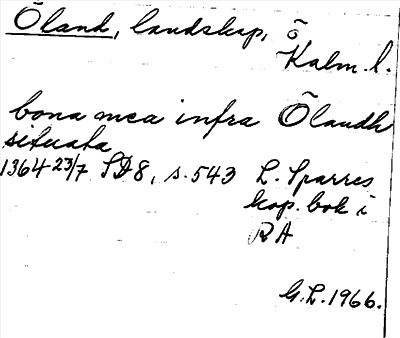 Öland, landskap, Ö
Kalm. l.
bona mea infra Ölandh
situata
1364 23/7 SD 8, s. 543 L. Sparres
kop. bok i
RA
G.L. 1966.